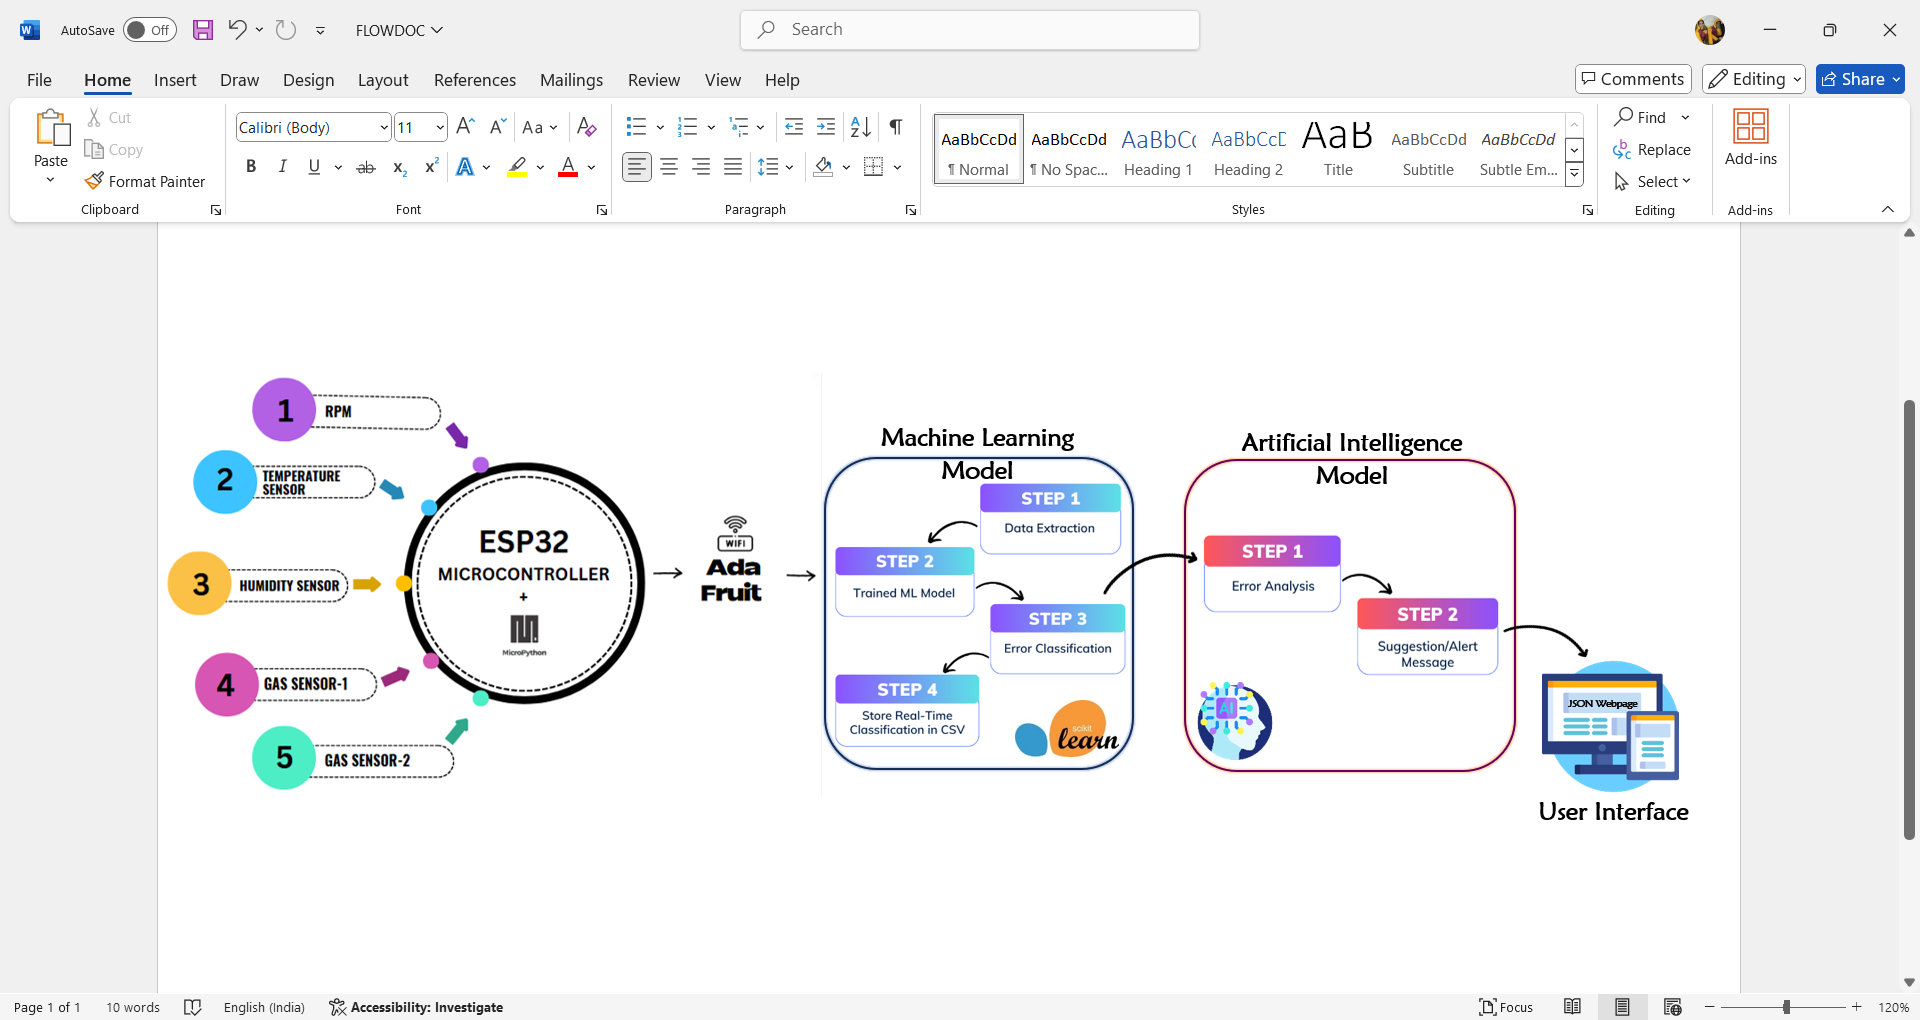 AutoSave
Off
FLOWDOC
Search
File
Home
Insert
Draw
Design
Layout
References
Mailings
Review
View
Help
Comments
Editing
Share
Paste
Cut
Copy
Format Painter
Clipboard
Calibri (Body)
11
Aa
B
I
U
ab
A
Font
Paragraph
AaBbCcDd
¶ Normal
AaBbCcDd
¶ No Spac...
AaBbCc
Heading 1
AaBbCcD
Heading 2
AaB
Title
AaBbCcDd
Subtitle
AaBbCcDd
Subtle Em...
Styles
Find
Replace
Select
Editing
Add-ins
Add-ins
1
RPM
2
TEMPERATURE
SENSOR
3
HUMIDITY SENSOR
4
GAS SENSOR-1
5
GAS SENSOR-2
ESP32
MICROCONTROLLER
+
MicroPython
WIFI
Ada
Fruit
Machine Learning
Model
STEP 1
Data Extraction
STEP 2
Trained ML Model
STEP 3
Error Classification
STEP 4
Store Real-Time
Classification in CSV
scikit
learn
Artificial Intelligence
Model
STEP 1
Error Analysis
STEP 2
Suggestion/Alert
Message
AI
JSON Webpage
User Interface
Page 1 of 1
10 words
English (India)
Accessibility: Investigate
Focus
120%